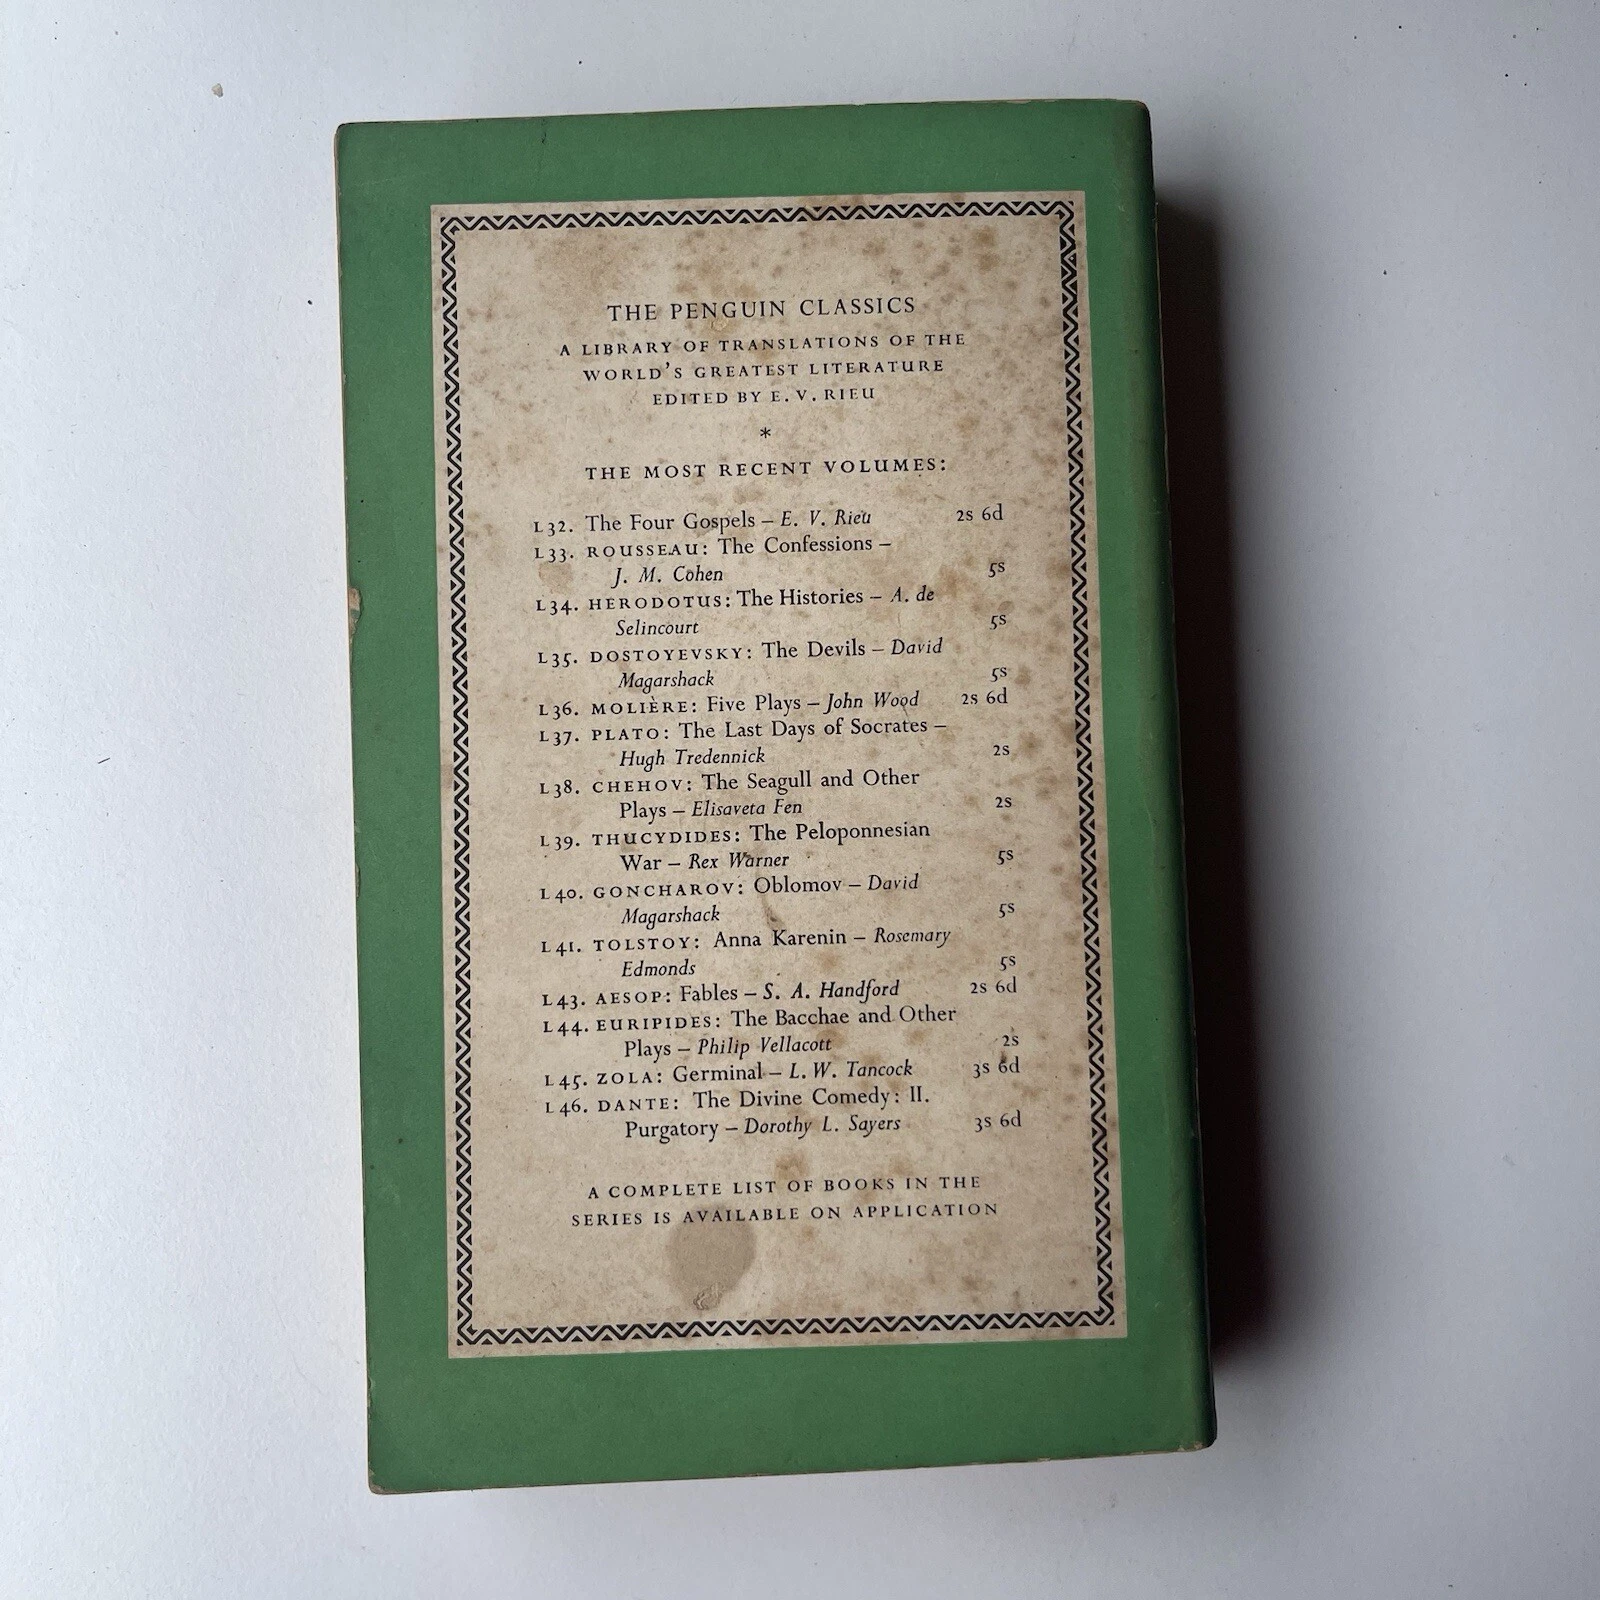 THE PENGUIN CLASSICS
A LIBRARY OF TRANSLATIONS OF THE
WORLD'S GREATEST LITERATURE
EDITED BY E. V. RIEU
*
THE MOST RECENT VOLUMES:
L32. The Four Gospels – E. V. Rieu 2s 6d
L33. ROUSSEAU: The Confessions –
J. M. Cohen 5s
L34. HERODOTUS: The Histories – A. de
Selincourt 5s
L35. DOSTOYEVSKY: The Devils – David
Magarshack 5s
L36. MOLIÈRE: Five Plays – John Wood 2s 6d
L37. PLATO: The Last Days of Socrates –
Hugh Tredennick 2s
L38. CHEHOV: The Seagull and Other
Plays – Elisaveta Fen 2s
L39. THUCYDIDES: The Peloponnesian
War – Rex Warner 5s
L40. GONCHAROV: Oblomov – David
Magarshack 5s
L41. TOLSTOY: Anna Karenin – Rosemary
Edmonds 5s
L43. AESOP: Fables – S. A. Handford 2s 6d
L44. EURIPIDES: The Bacchae and Other
Plays – Philip Vellacott 2s
L45. ZOLA: Germinal – L. W. Tancock 3s 6d
L46. DANTE: The Divine Comedy: II.
Purgatory – Dorothy L. Sayers 3s 6d
A COMPLETE LIST OF BOOKS IN THE
SERIES IS AVAILABLE ON APPLICATION